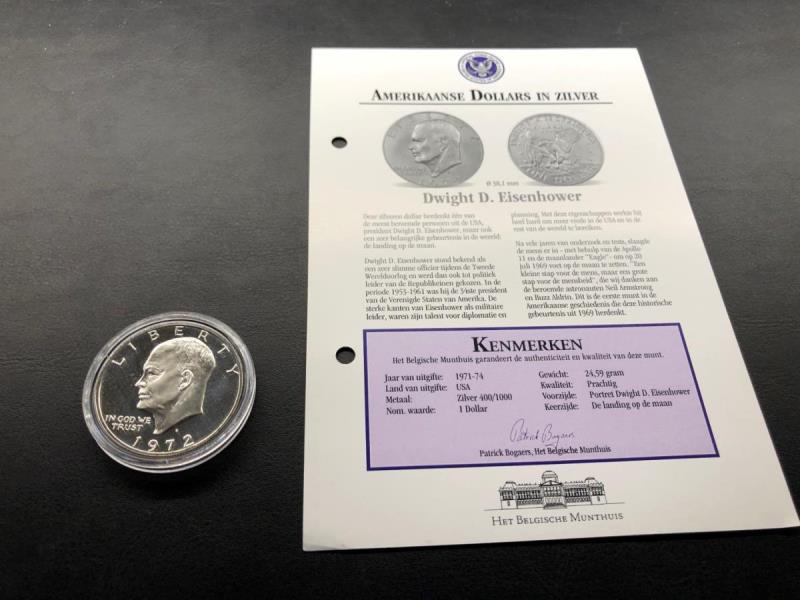 AMERIKAANSE DOLLARS IN ZILVER
Ø 38,1 mm
Dwight D. Eisenhower
Deze zilveren dollar herdenkt één van
de meest beroemde personen uit de USA,
president Dwight D. Eisenhower, maar ook
een zeer belangrijke gebeurtenis in de wereld:
de landing op de maan.
Dwight D. Eisenhower stond bekend als
een zeer slimme officier tijdens de Tweede
Wereldoorlog en werd dan ook tot politiek
leider van de Republikeinen gekozen. In de
periode 1953-1961 was hij de 34ste president
van de Verenigde Staten van Amerika. De
sterke kanten van Eisenhower als militaire
leider, waren zijn talent voor diplomatie en
planning. Met deze eigenschappen werkte hij
heel hard om meer vrede in de USA en in de
rest van de wereld te bereiken.
Na vele jaren van onderzoek en tests, slaagde
de mens er in - met behulp van de Apollo
11 en de maanlander "Eagle"- om op 20
juli 1969 voet op de maan te zetten. "Een
kleine stap voor de mens, maar een grote
stap voor de mensheid", die wij danken aan
de beroemde astronauten Neil Armstrong
en Buzz Aldrin. Dit is de eerste munt in de
Amerikaanse geschiedenis die deze historische
gebeurtenis uit 1969 herdenkt.
KENMERKEN
Het Belgische Munthuis garandeert de authenticiteit en kwaliteit van deze munt.
Jaar van uitgifte: 1971-74
Land van uitgifte: USA
Metaal: Zilver 400/1000
Nom. waarde: 1 Dollar
Gewicht: 24,59 gram
Kwaliteit: Prachtig
Voorzijde: Portret Dwight D. Eisenhower
Keerzijde: De landing op de maan
Patrick Bogaers
Patrick Bogaers, Het Belgische Munthuis
HET BELGISCHE MUNTHUIS
LIBERTY
IN GOD WE
TRUST
1972